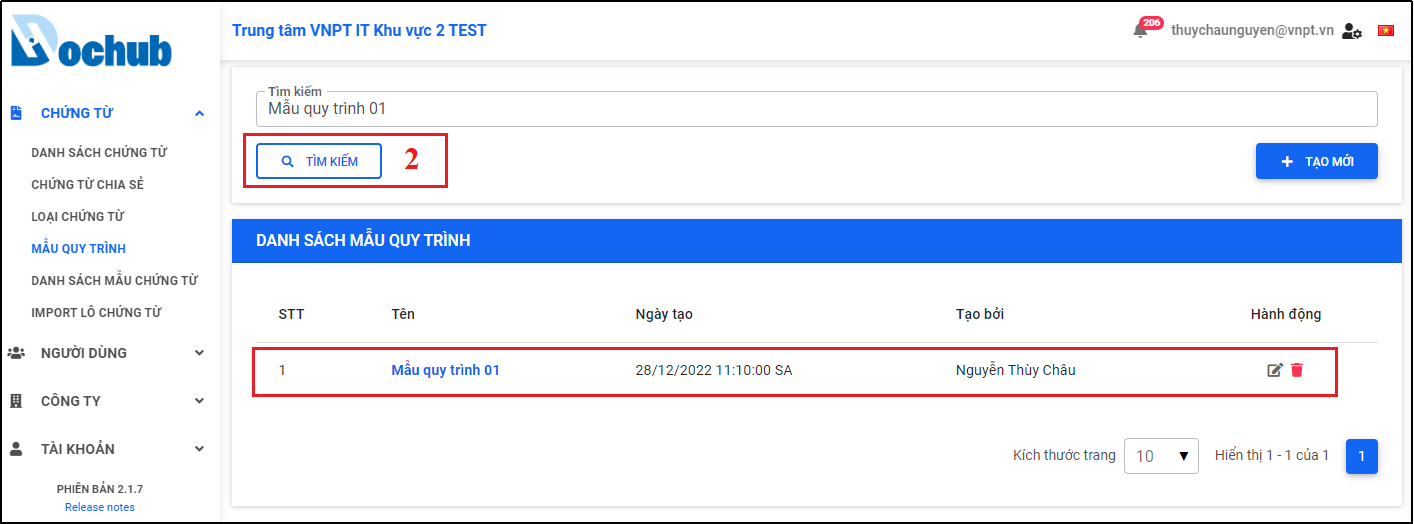 Dochub
Trung tâm VNPT IT Khu vực 2 TEST
206
thuychaunguyen@vnpt.vn
CHỨNG TỪ
DANH SÁCH CHỨNG TỪ
CHỨNG TỪ CHIA SẺ
LOẠI CHỨNG TỪ
MẪU QUY TRÌNH
DANH SÁCH MẪU CHỨNG TỪ
IMPORT LÔ CHỨNG TỪ
NGƯỜI DÙNG
CÔNG TY
TÀI KHOẢN
PHIÊN BẢN 2.1.7
Release notes
Tìm kiếm
Mẫu quy trình 01
TÌM KIẾM 2
TẠO MỚI
DANH SÁCH MẪU QUY TRÌNH
STT Tên Ngày tạo Tạo bởi Hành động
1 Mẫu quy trình 01 28/12/2022 11:10:00 SA Nguyễn Thùy Châu
Kích thước trang 10 Hiển thị 1 - 1 của 1 1